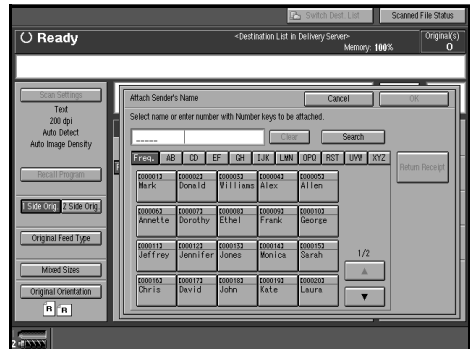 Switch Dest. List Scanned File Status
Ready <Destination List in Delivery Server> Original(s)
Memory: 100% 0
Scan Settings
Text
200 dpi
Auto Detect
Auto Image Density
Recall Program
1 Side Orig. 2 Side Orig.
Original Feed Type
Mixed Sizes
Original Orientation
R R
Attach Sender's Name Cancel OK
Select name or enter number with Number keys to be attached.
_____ Clear Search
Freq. AB CD EF GH IJK LMN OPQ RST UVW XYZ
Return Receipt
[00001] [00002] [00003] [00004] [00005]
Mark Donald Williams Alex Allen
[00006] [00007] [00008] [00009] [00010]
Annette Dorothy Ethel Frank George
[00011] [00012] [00013] [00014] [00015]
Jeffrey Jennifer Jones Monica Sarah
1/2
[00016] [00017] [00018] [00019] [00020]
Chris David John Kate Laura
▲
▼
2